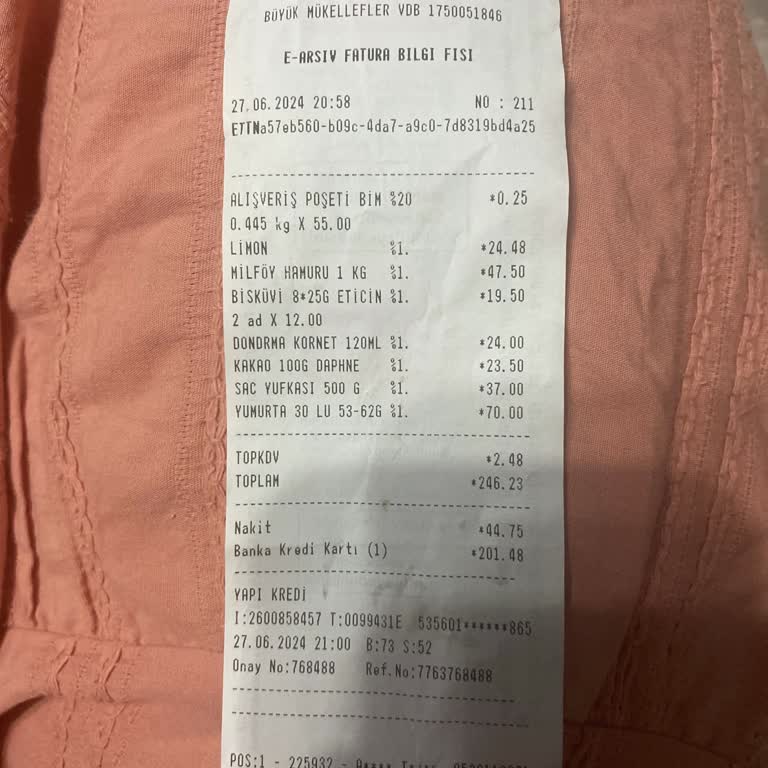 BÜYÜK MÜKELLEFLER VDB 1750051846
E-ARSIV FATURA BILGI FISI
27.06.2024 20:58 NO : 211
ETTNa57eb560-b09c-4da7-a9c0-7d8319bd4a25
ALIŞVERİŞ POŞETİ BİM %20 *0.25
0.445 kg X 55.00
LİMON %1. *24.48
MİLFÖY HAMURU 1 KG %1. *47.50
BİSKÜVİ 8*25G ETİCİN %1. *19.50
2 ad X 12.00
DONDRMA KORNET 120ML %1. *24.00
KAKAO 100G DAPHNE %1. *23.50
SAC YUFKASI 500 G %1. *37.00
YUMURTA 30 LU 53-62G %1. *70.00
TOPKDV *2.48
TOPLAM *246.23
Nakit *44.75
Banka Kredi Kartı (1) *201.48
YAPI KREDİ
I:2600858457 T:0099431E 535601******865
27.06.2024 21:00 B:73 S:52
Onay No:768488 Ref.No:7763768488
POS:1 - 225932 -